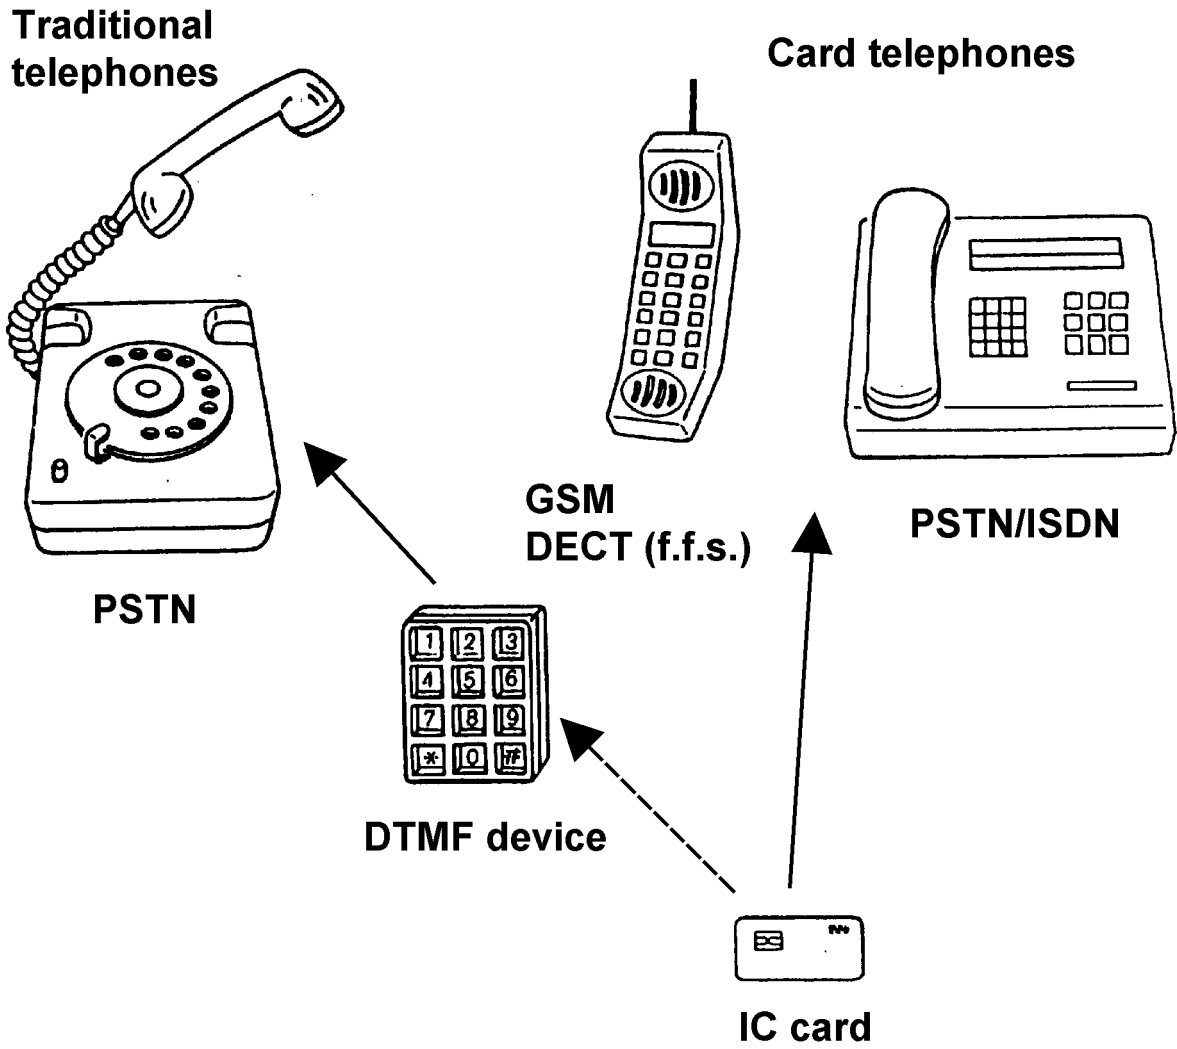 Traditional
telephones
Card telephones
GSM
DECT (f.f.s.)
PSTN/ISDN
PSTN
1 2 3
4 5 6
7 8 9
* 0 #
DTMF device
IC card